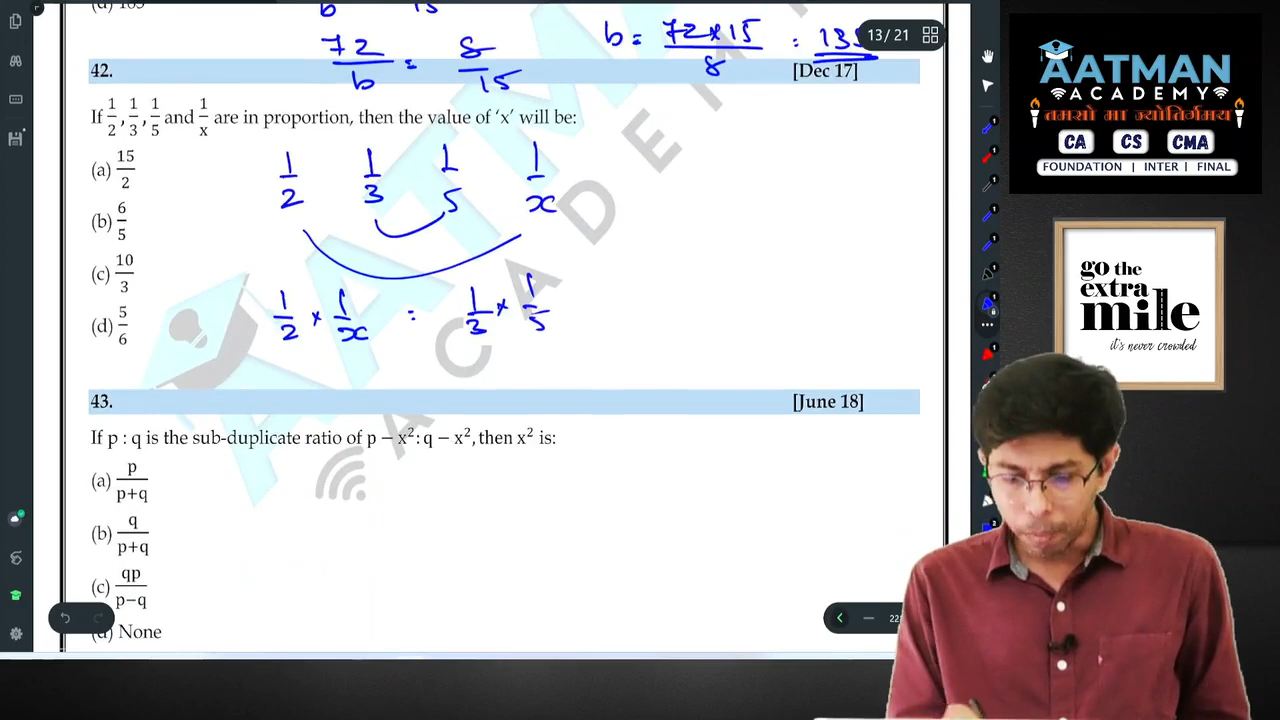 b 15
72 8
b = 15
b = 72 × 15 = 135
8
13 / 21
42. [Dec 17]
If 1/2, 1/3, 1/5 and 1/x are in proportion, then the value of ‘x’ will be:
(a) 15/2
(b) 6/5
(c) 10/3
(d) 5/6
1/2 1/3 1/5 1/x
1/2 × 1/x = 1/3 × 1/5
43. [June 18]
If p : q is the sub-duplicate ratio of p − x²: q − x², then x² is:
(a) p/p+q
(b) q/p+q
(c) qp/p−q
(d) None
AATMAN
ACADEMY
तमसो मा ज्योतिर्गमय
CA CS CMA
FOUNDATION | INTER | FINAL
go the
extra
mile
it's never crowded
AATMAN
ACADEMY